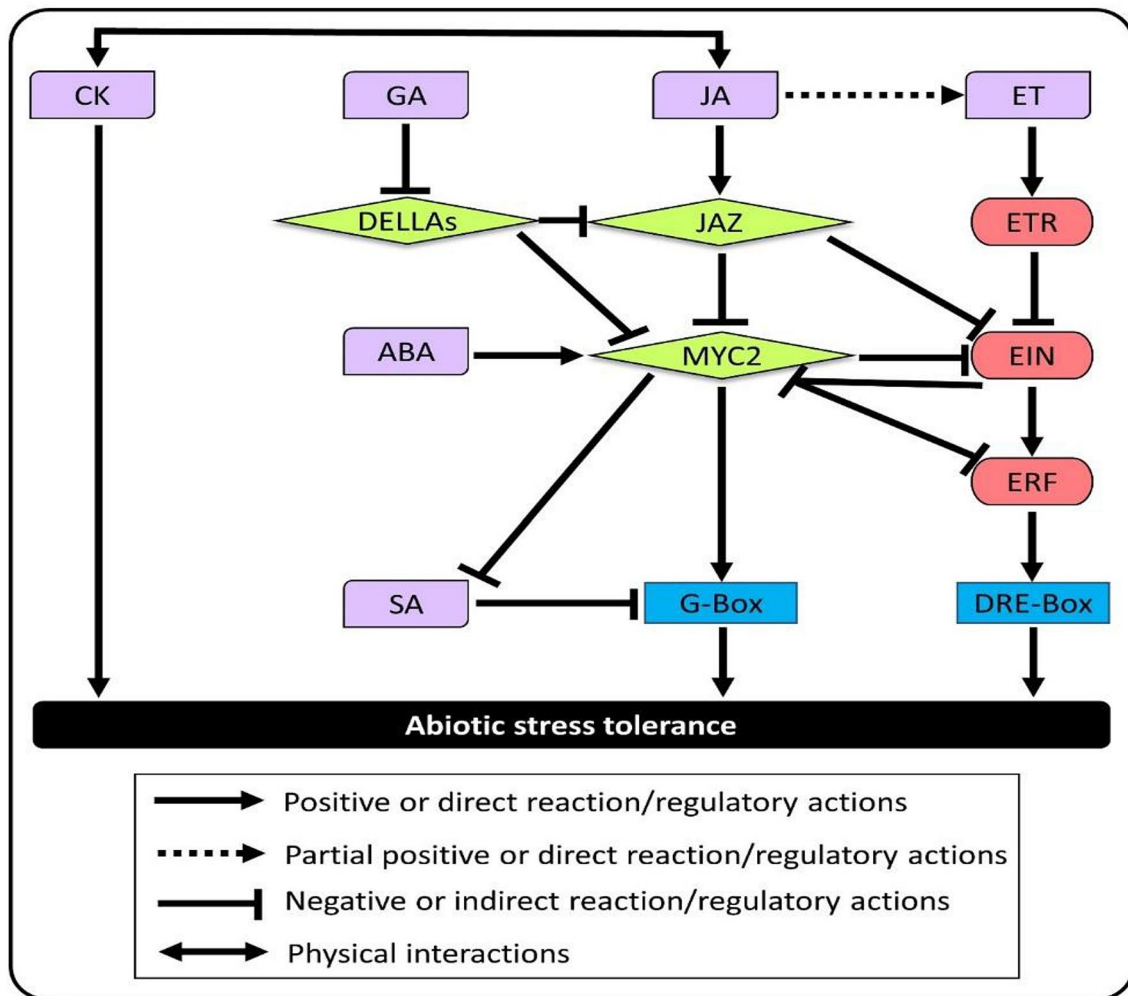 CK
GA
JA
ET
DELLAs
JAZ
ETR
ABA
MYC2
EIN
ERF
SA
G-Box
DRE-Box
Abiotic stress tolerance
Positive or direct reaction/regulatory actions
Partial positive or direct reaction/regulatory actions
Negative or indirect reaction/regulatory actions
Physical interactions